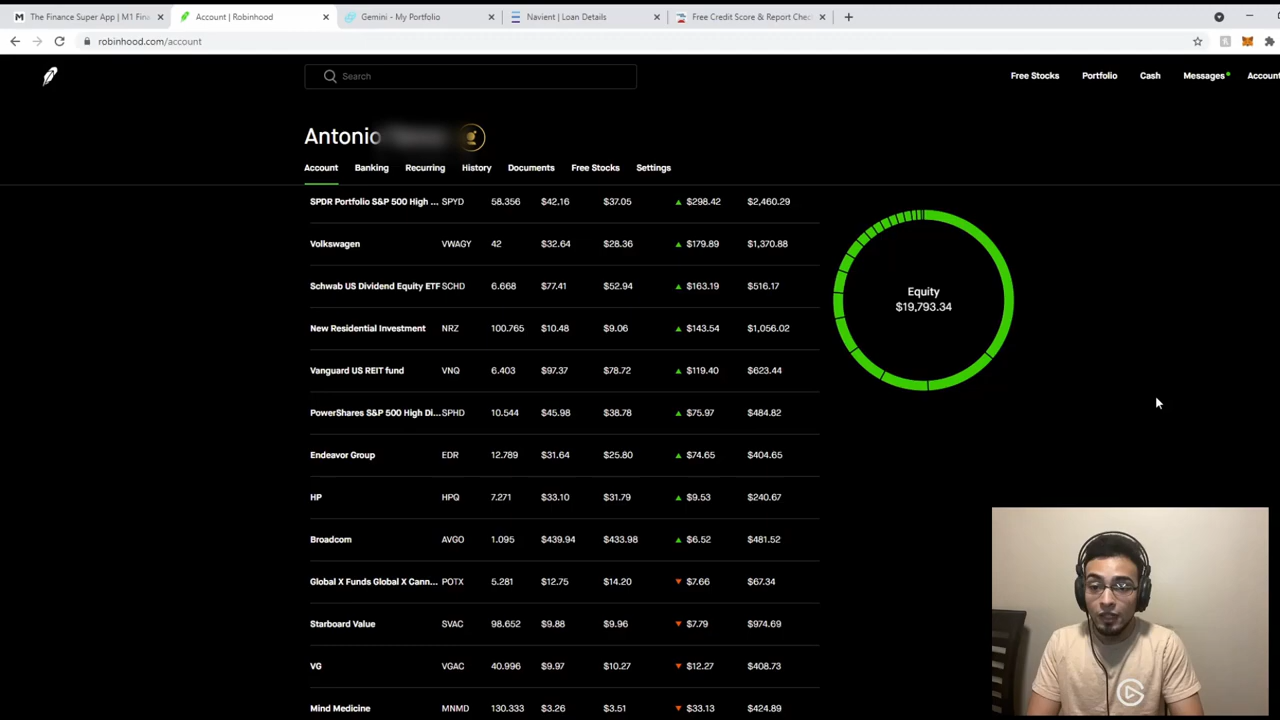 The Finance Super App | M1 Fina
Account | Robinhood
Gemini - My Portfolio
Navient | Loan Details
Free Credit Score & Report Chec
robinhood.com/account
Search
Free Stocks
Portfolio
Cash
Messages
Account
Antonio
Account
Banking
Recurring
History
Documents
Free Stocks
Settings
SPDR Portfolio S&P 500 High ... SPYD 58.356 $42.16 $37.05 $298.42 $2,460.29
Volkswagen VWAGY 42 $32.64 $28.36 $179.89 $1,370.88
Schwab US Dividend Equity ETF SCHD 6.668 $77.41 $52.94 $163.19 $516.17
New Residential Investment NRZ 100.765 $10.48 $9.06 $143.54 $1,056.02
Vanguard US REIT fund VNQ 6.403 $97.37 $78.72 $119.40 $623.44
PowerShares S&P 500 High Di... SPHD 10.544 $45.98 $38.78 $75.97 $484.82
Endeavor Group EDR 12.789 $31.64 $25.80 $74.65 $404.65
HP HPQ 7.271 $33.10 $31.79 $9.53 $240.67
Broadcom AVGO 1.095 $439.94 $433.98 $6.52 $481.52
Global X Funds Global X Cann... POTX 5.281 $12.75 $14.20 $7.66 $67.34
Starboard Value SVAC 98.652 $9.88 $9.96 $7.79 $974.69
VG VGAC 40.996 $9.97 $10.27 $12.27 $408.73
Mind Medicine MNMD 130.333 $3.26 $3.51 $33.13 $424.89
Equity
$19,793.34